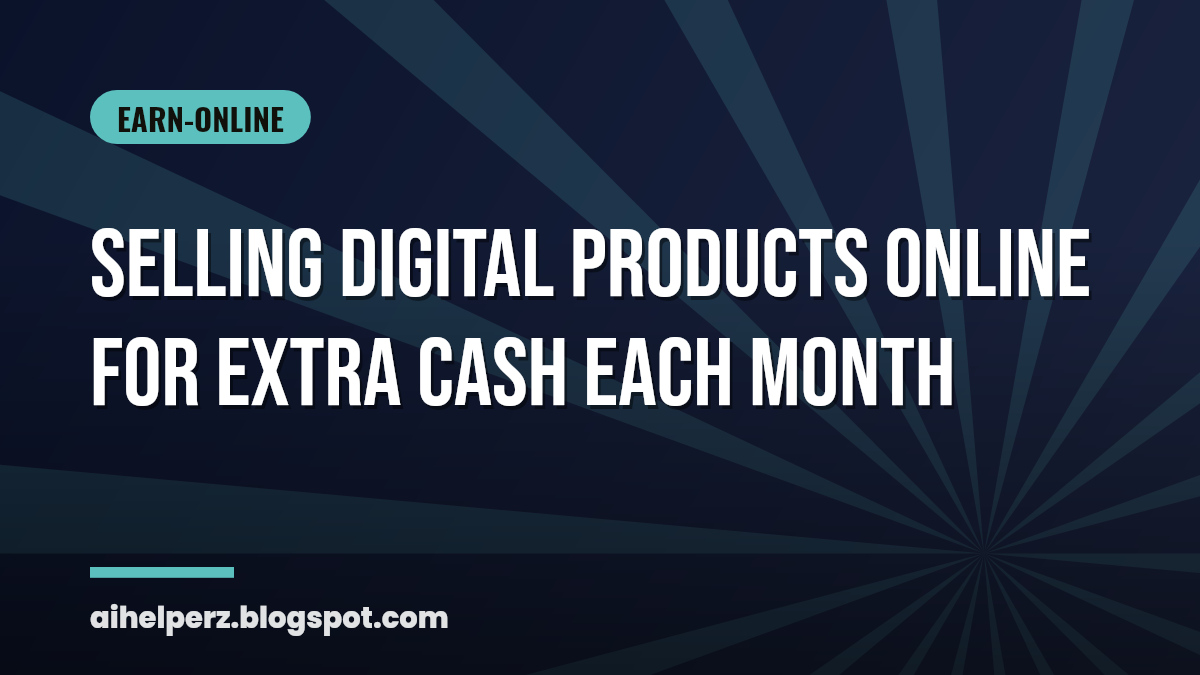 EARN-ONLINE
SELLING DIGITAL PRODUCTS ONLINE
FOR EXTRA CASH EACH MONTH
aihelperz.blogspot.com